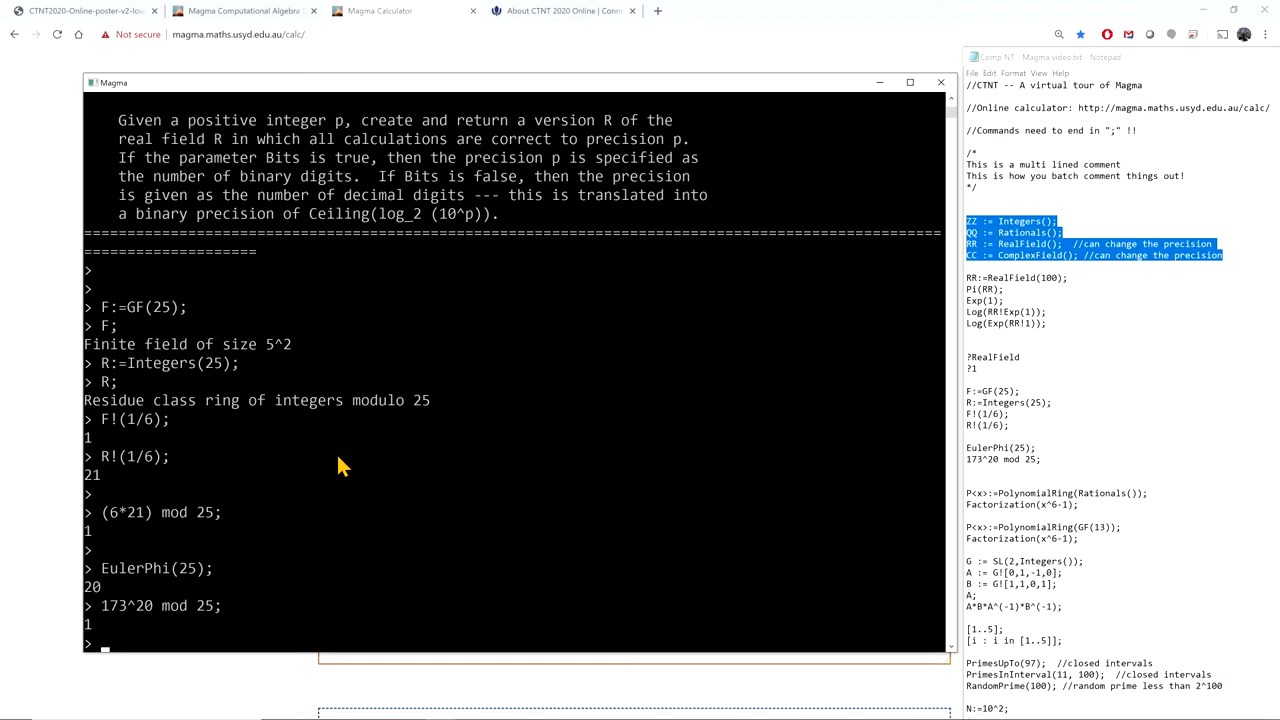 CTNT2020-Online-poster-v2-low
Magma Computational Algebra
Magma Calculator
About CTNT 2020 Online | Conn
Not secure
magma.maths.usyd.edu.au/calc/
Magma
Given a positive integer p, create and return a version R of the
real field R in which all calculations are correct to precision p.
If the parameter Bits is true, then the precision p is specified as
the number of binary digits.  If Bits is false, then the precision
is given as the number of decimal digits --- this is translated into
a binary precision of Ceiling(log_2 (10^p)).
>
>
> F:=GF(25);
> F;
Finite field of size 5^2
> R:=Integers(25);
> R;
Residue class ring of integers modulo 25
> F!(1/6);
1
> R!(1/6);
21
>
> (6*21) mod 25;
1
>
> EulerPhi(25);
20
> 173^20 mod 25;
1
>
Comp NT - Magma video.txt - Notepad
File Edit Format View Help
//CTNT -- A virtual tour of Magma
//Online calculator: http://magma.maths.usyd.edu.au/calc/
//Commands need to end in ";" !!
/*
This is a multi lined comment
This is how you batch comment things out!
*/
ZZ := Integers();
QQ := Rationals();
RR := RealField();  //can change the precision
CC := ComplexField(); //can change the precision
RR:=RealField(100);
Pi(RR);
Exp(1);
Log(RR!Exp(1));
Log(Exp(RR!1));
?RealField
?1
F:=GF(25);
R:=Integers(25);
F!(1/6);
R!(1/6);
EulerPhi(25);
173^20 mod 25;
P<x>:=PolynomialRing(Rationals());
Factorization(x^6-1);
P<x>:=PolynomialRing(GF(13));
Factorization(x^6-1);
G := SL(2,Integers());
A := G![0,1,-1,0];
B := G![1,1,0,1];
A;
A*B*A^(-1)*B^(-1);
[1..5];
[i : i in [1..5]];
PrimesUpTo(97);  //closed intervals
PrimesInInterval(11, 100);  //closed intervals
RandomPrime(100); //random prime less than 2^100
N:=10^2;